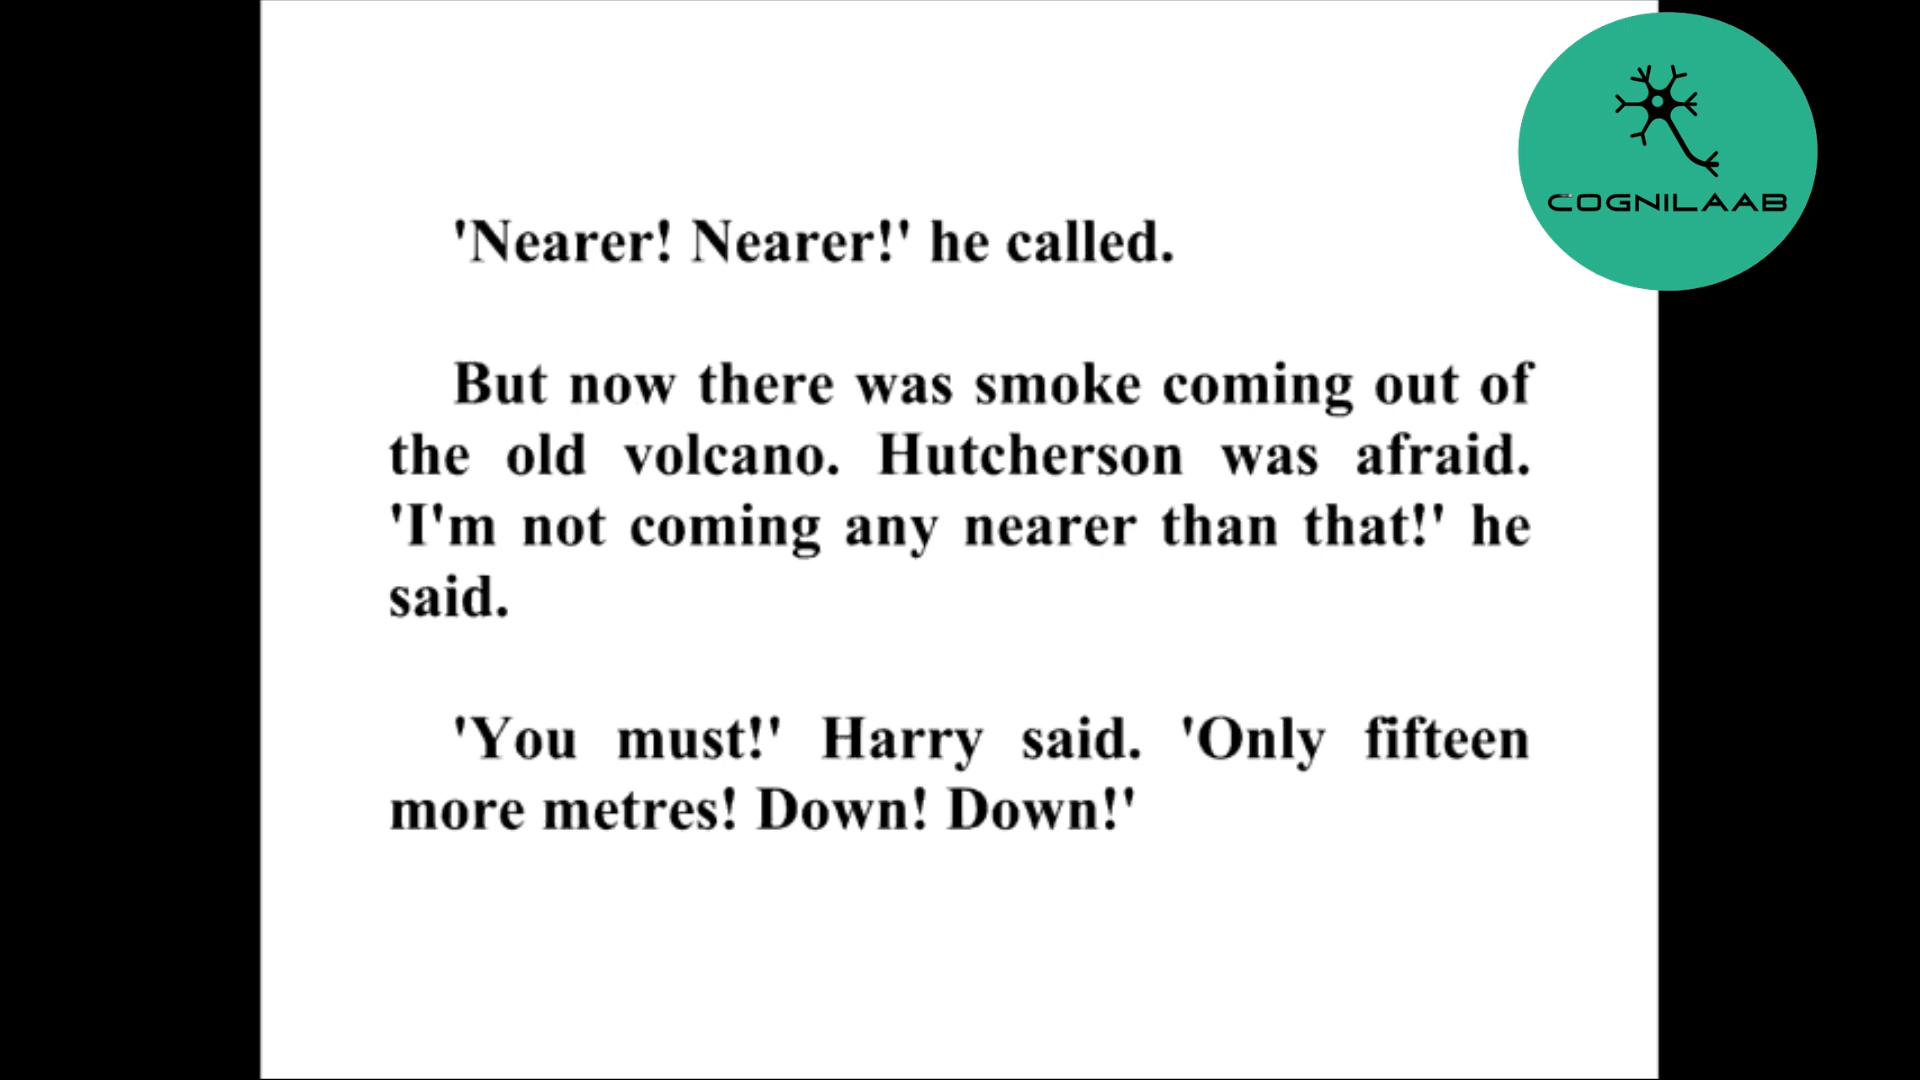 COGNILAAB
'Nearer! Nearer!' he called.
But now there was smoke coming out of
the old volcano. Hutcherson was afraid.
'I'm not coming any nearer than that!' he
said.
'You must!' Harry said. 'Only fifteen
more metres! Down! Down!'